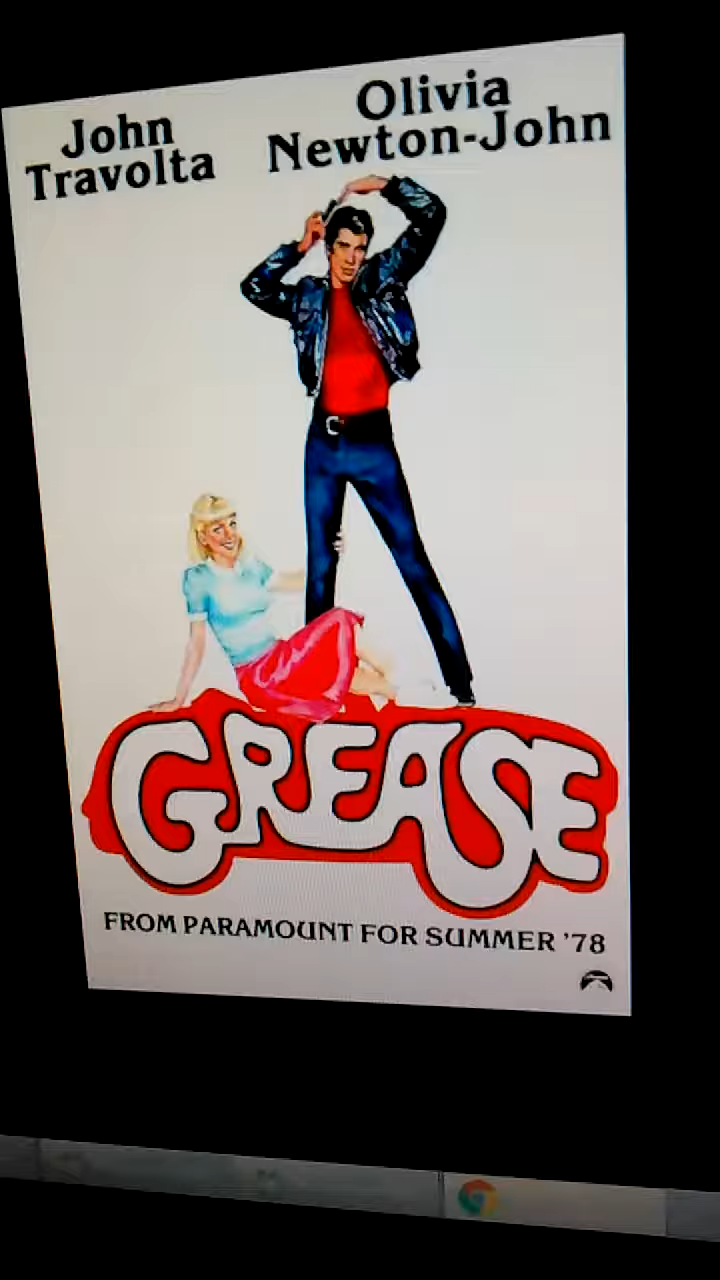 John
Travolta
Olivia
Newton-John
GREASE
FROM PARAMOUNT FOR SUMMER '78